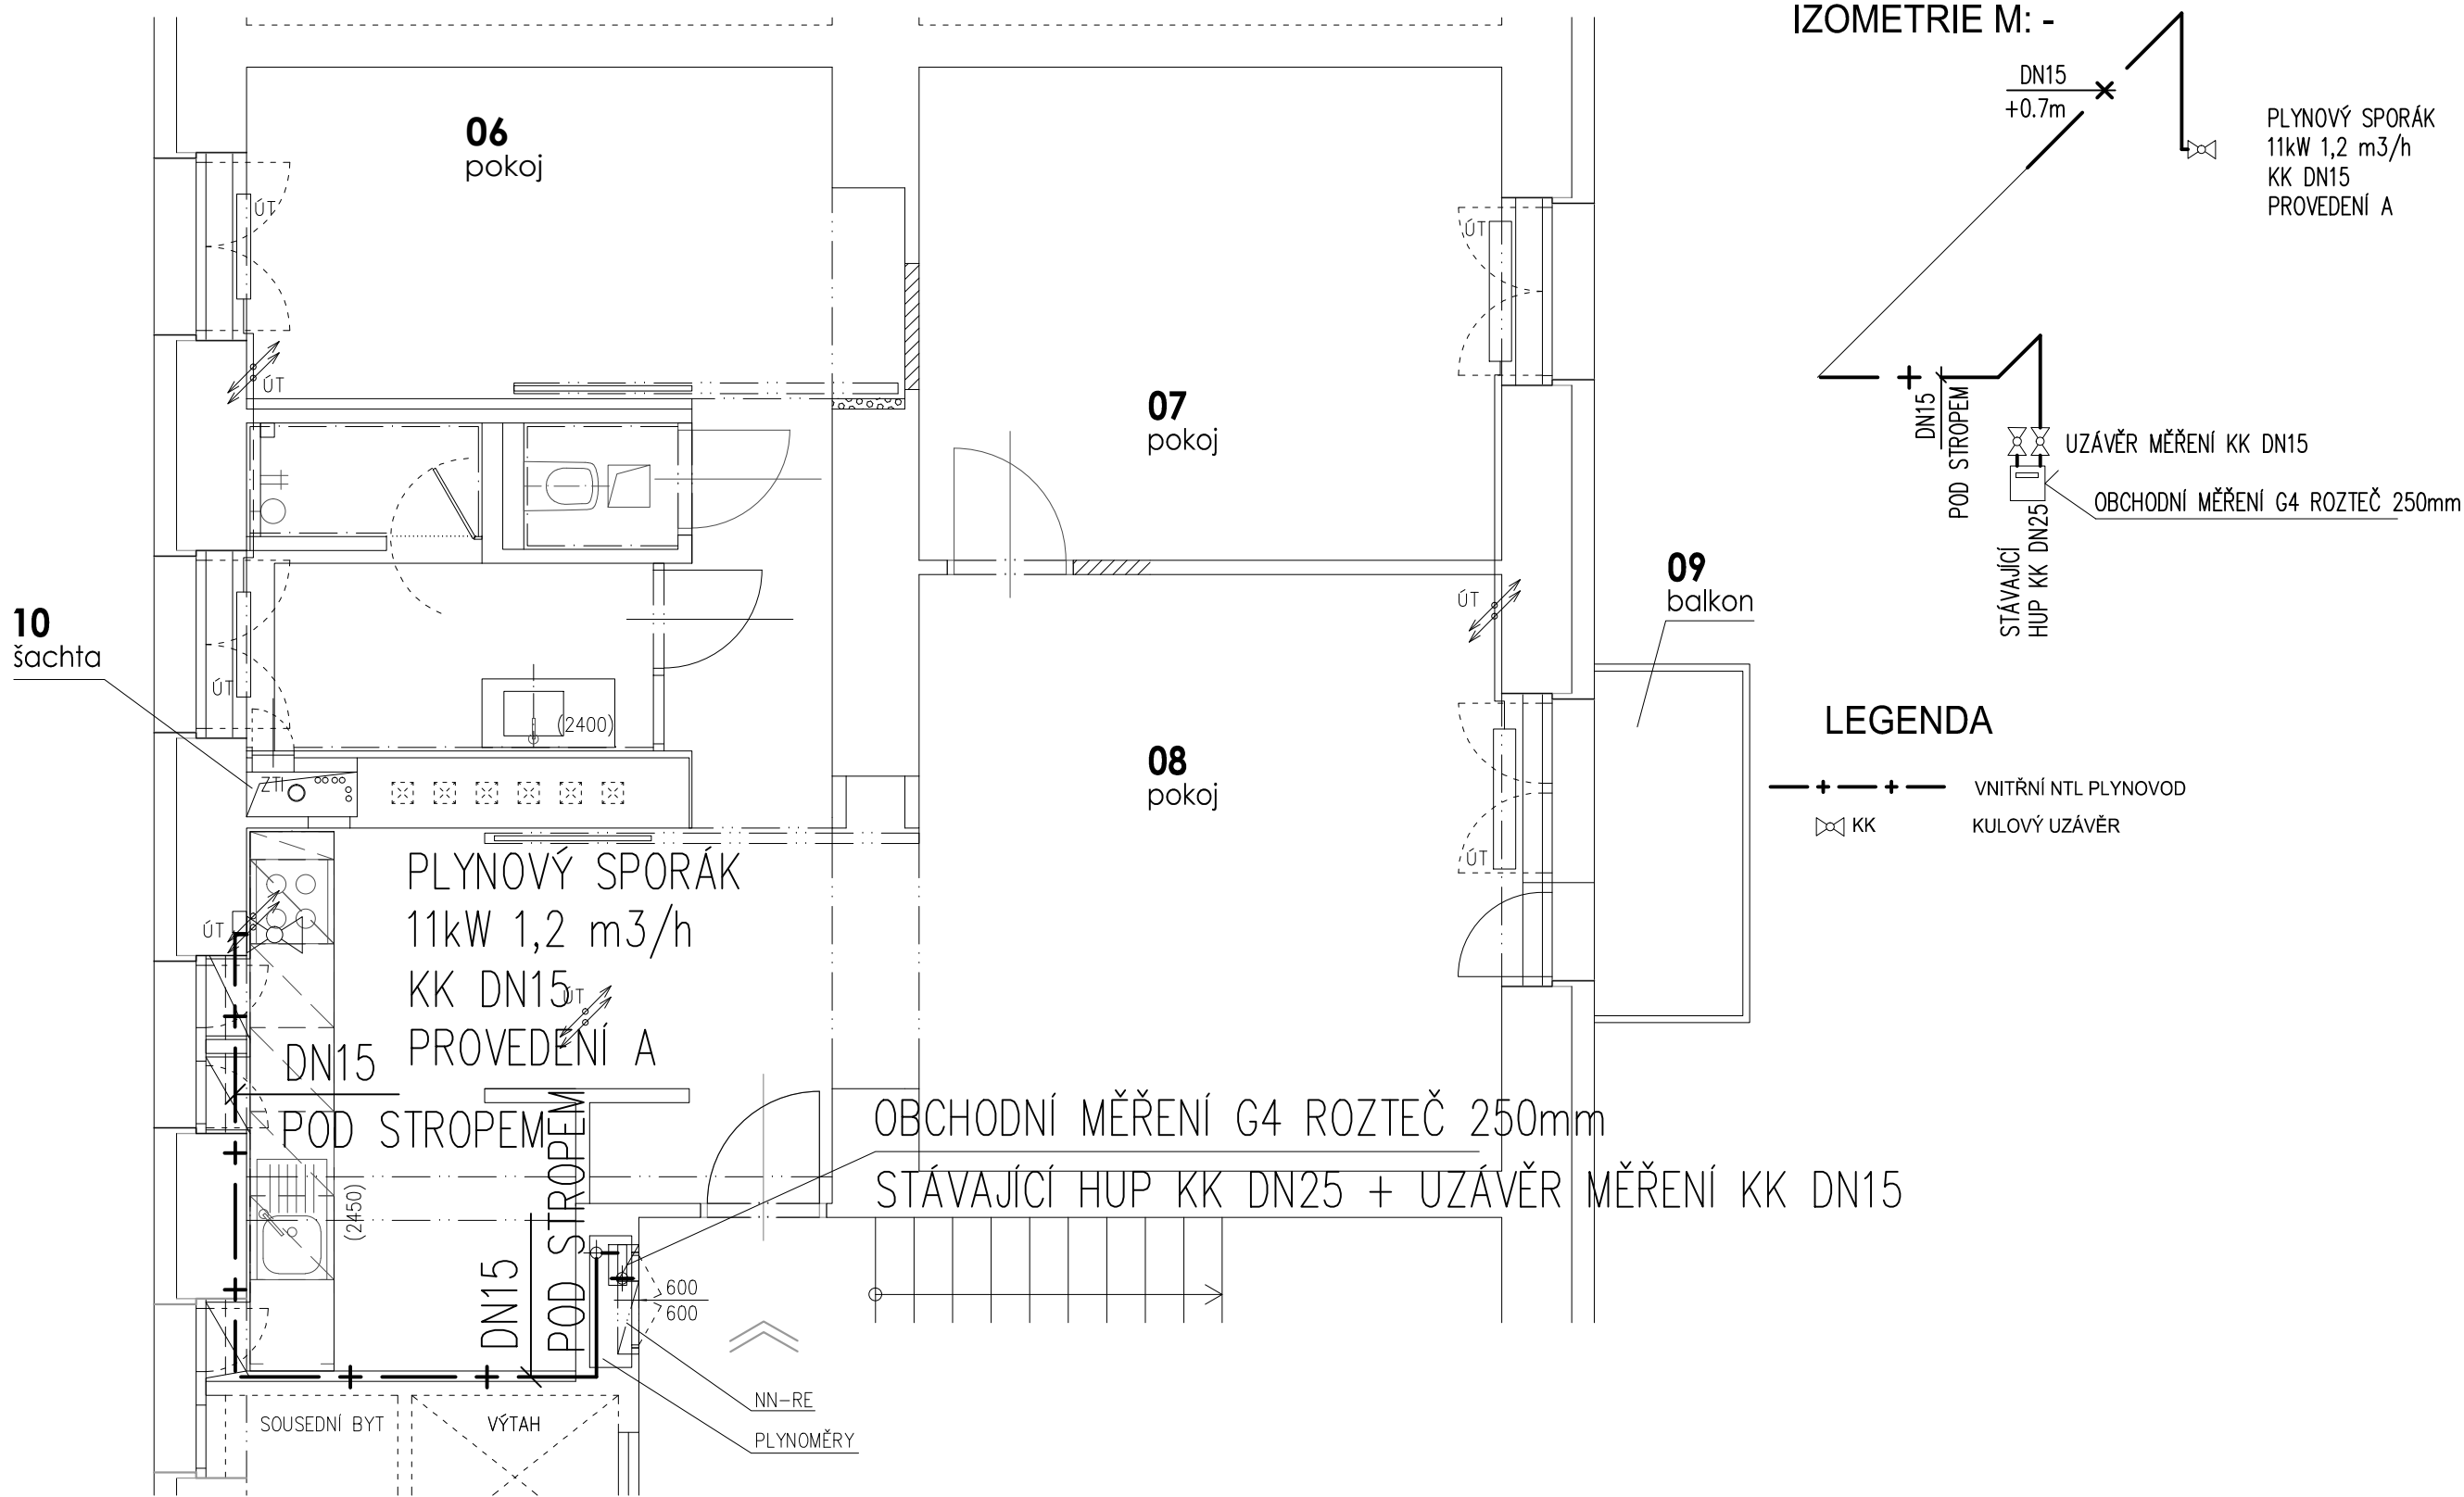 IZOMETRIE M: -
DN15
+0.7m
PLYNOVÝ SPORÁK
11kW 1,2 m3/h
KK DN15
PROVEDENÍ A
06
pokoj
ÚT
ÚT
ÚT
07
pokoj
DN15
POD STROPEM
UZÁVĚR MĚŘENÍ KK DN15
OBCHODNÍ MĚŘENÍ G4 ROZTEČ 250mm
STÁVAJÍCÍ
HUP KK DN25
09
balkon
ÚT
10
šachta
ÚT
(2400)
ZTI
08
pokoj
LEGENDA
VNITŘNÍ NTL PLYNOVOD
KK
KULOVÝ UZÁVĚR
ÚT
PLYNOVÝ SPORÁK
11kW 1,2 m3/h
KK DN15
PROVEDENÍ A
ÚT
ÚT
DN15
POD STROPEM
OBCHODNÍ MĚŘENÍ G4 ROZTEČ 250mm
STÁVAJÍCÍ HUP KK DN25 + UZÁVĚR MĚŘENÍ KK DN15
(2450)
DN15
POD STROPEM
600
600
NN-RE
PLYNOMĚRY
SOUSEDNÍ BYT
VÝTAH